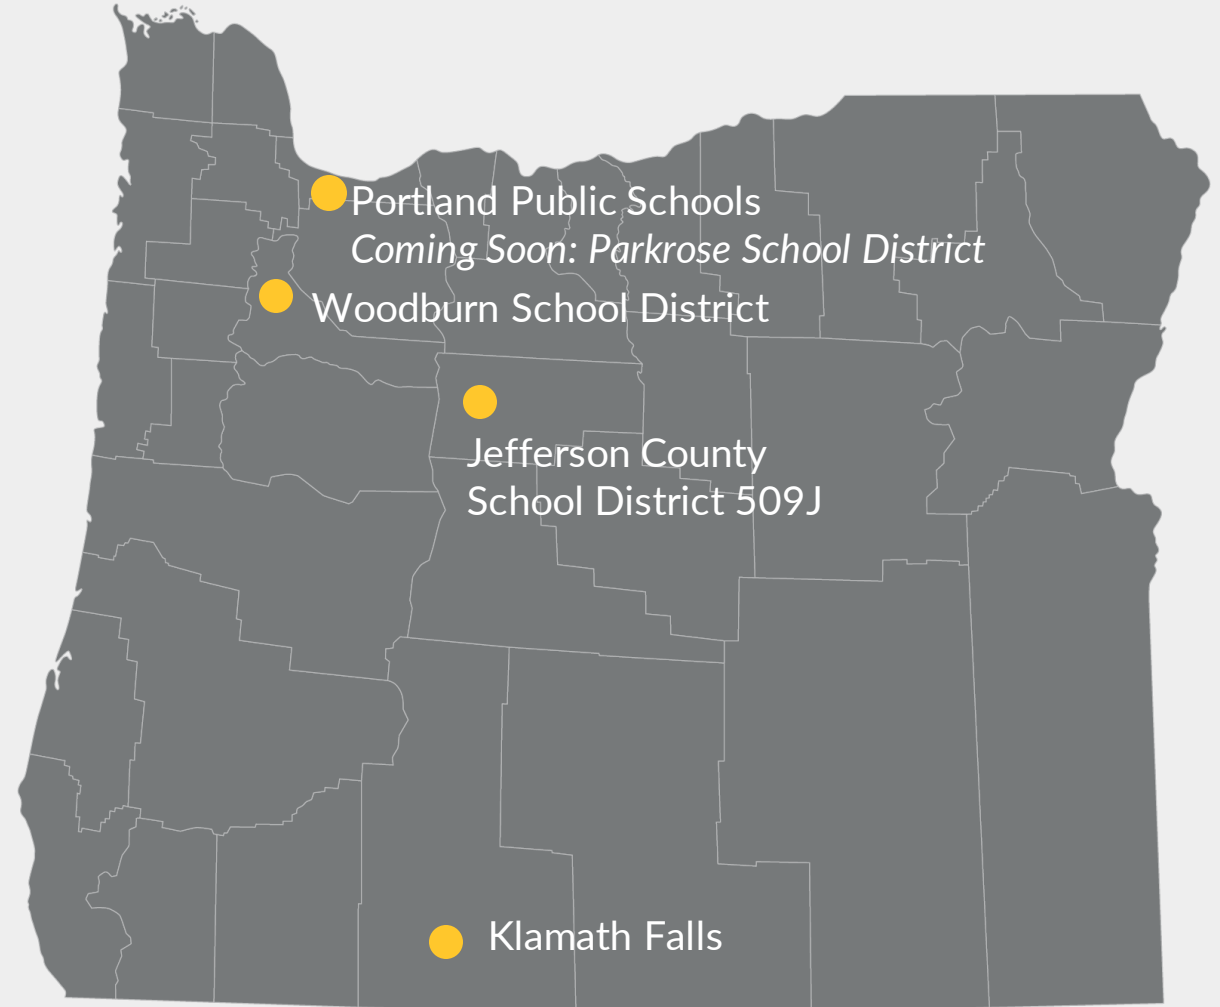 Portland Public Schools
Coming Soon: Parkrose School District
Woodburn School District
Jefferson County
School District 509J
Klamath Falls